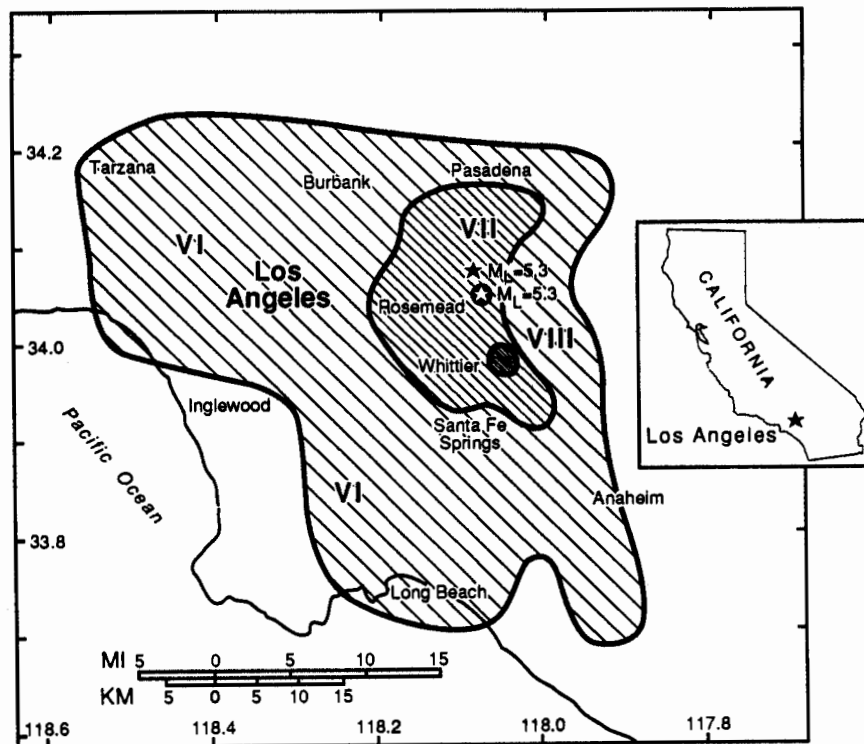 34.2
34.0
33.8
118.6
118.4
118.2
118.0
117.8
Tarzana
Burbank
Pasadena
VI
VII
Los
Angeles
M_L=5.3
Rosemead
M_L=5.3
VIII
Whittier
Inglewood
Santa Fe
Springs
Pacific Ocean
VI
Anaheim
Long Beach
MI 5 0 5 10 15
KM 5 0 5 10 15
CALIFORNIA
Los Angeles